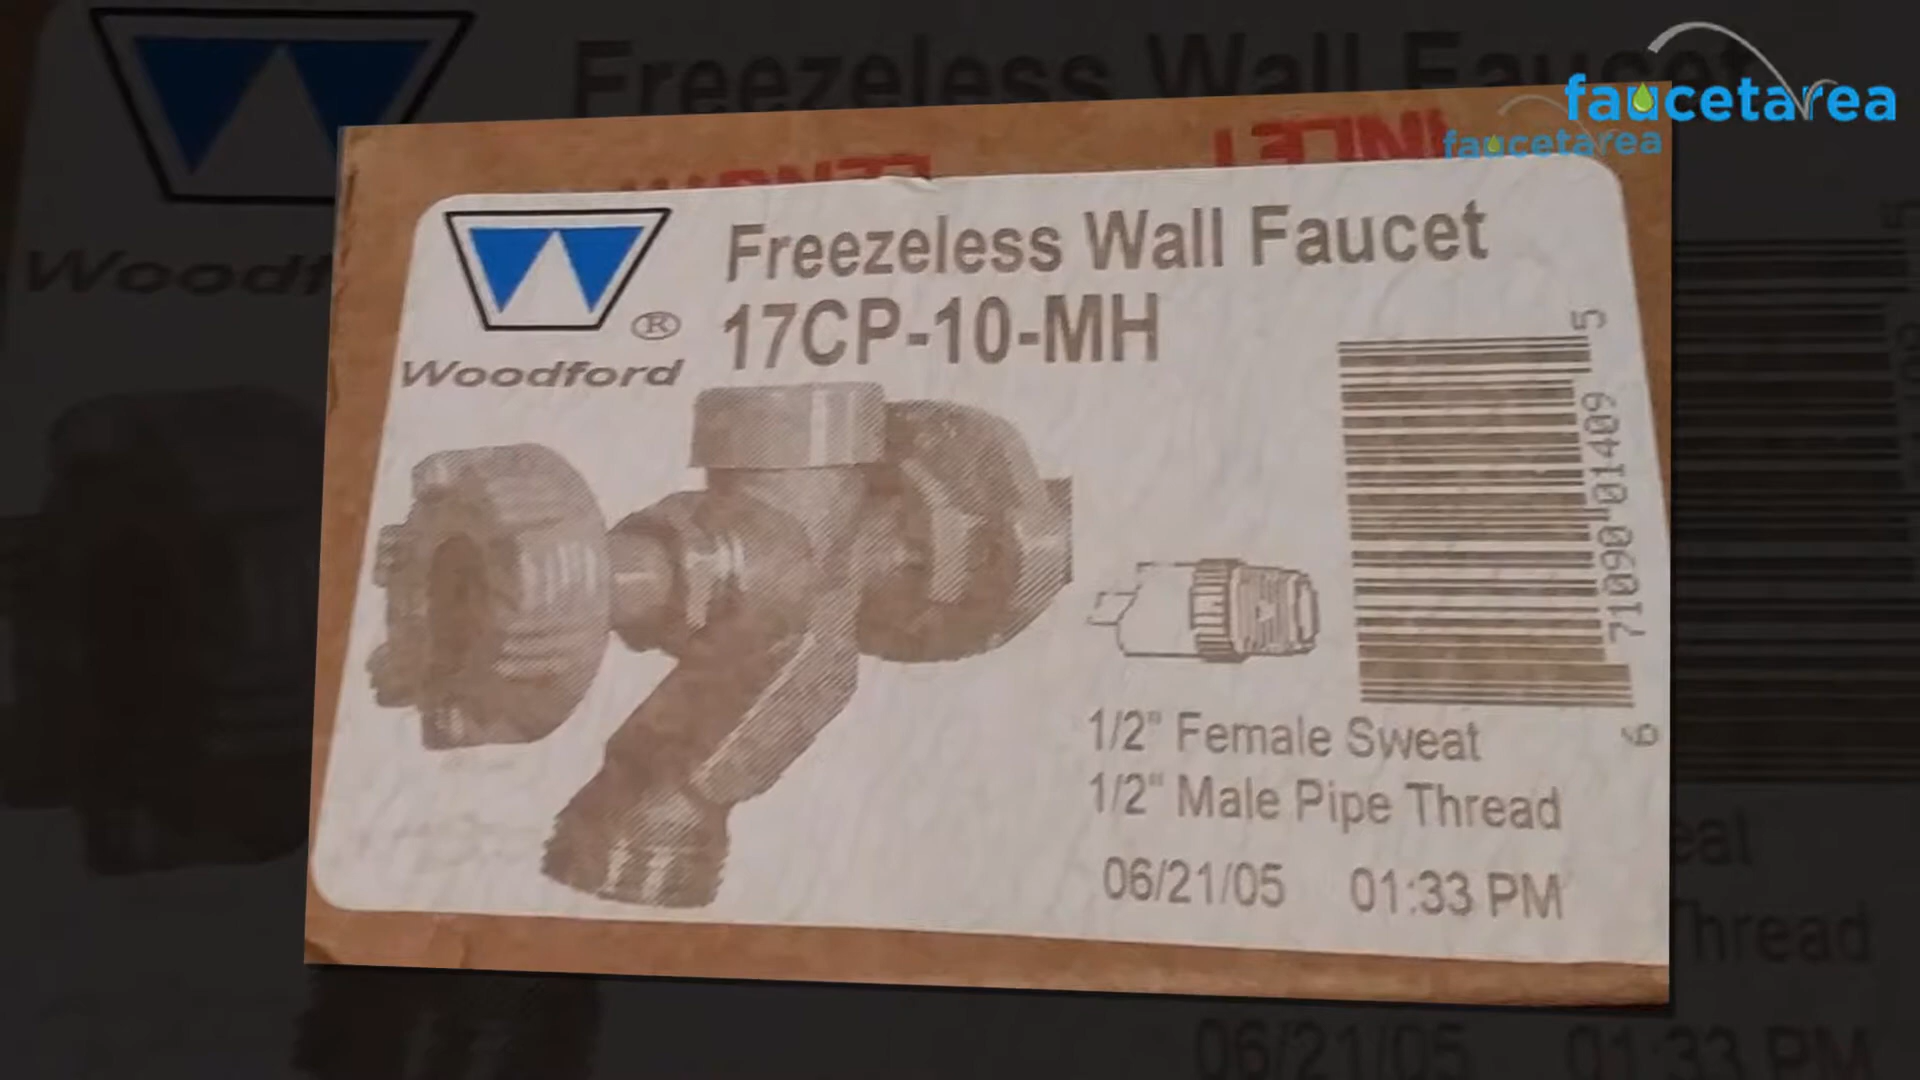 faucetarea
faucetarea
LENGTH
INLET
Woodford
®
Freezeless Wall Faucet
17CP-10-MH
6 71090 01409 5
1/2" Female Sweat
1/2" Male Pipe Thread
06/21/05 01:33 PM